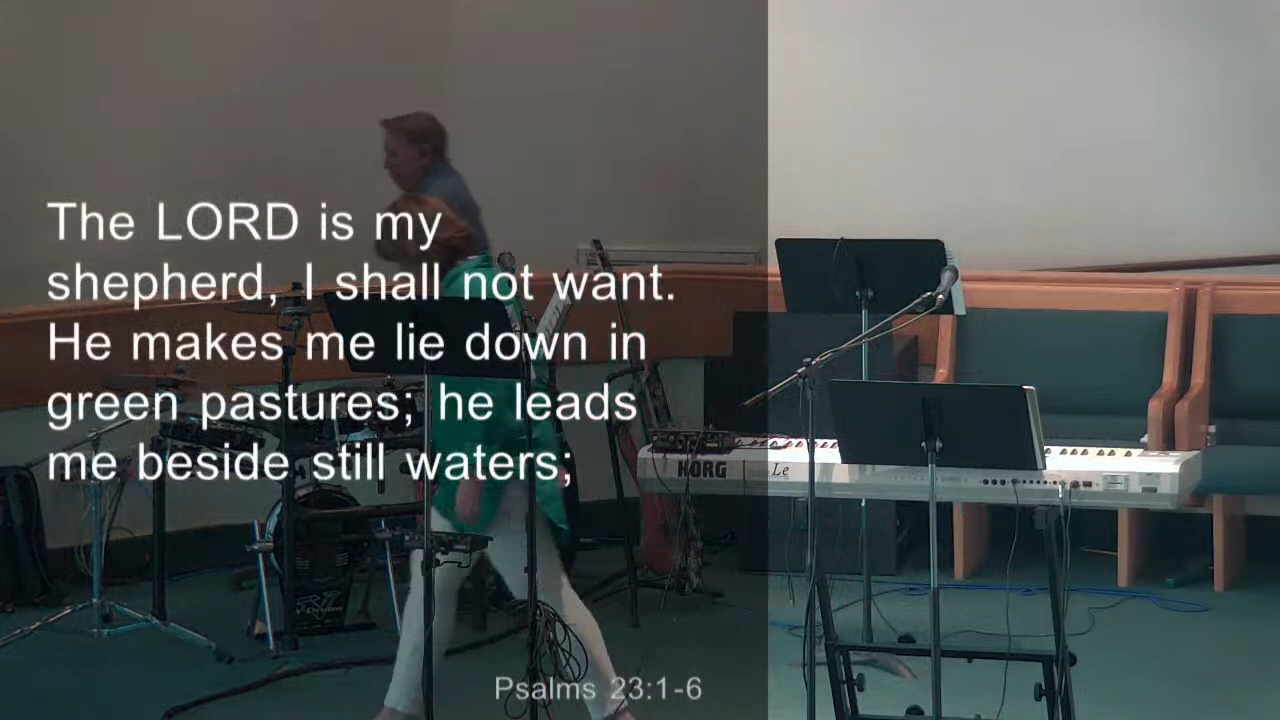 The LORD is my
shepherd, I shall not want.
He makes me lie down in
green pastures; he leads
me beside still waters;
KORG Le
Psalms 23:1-6